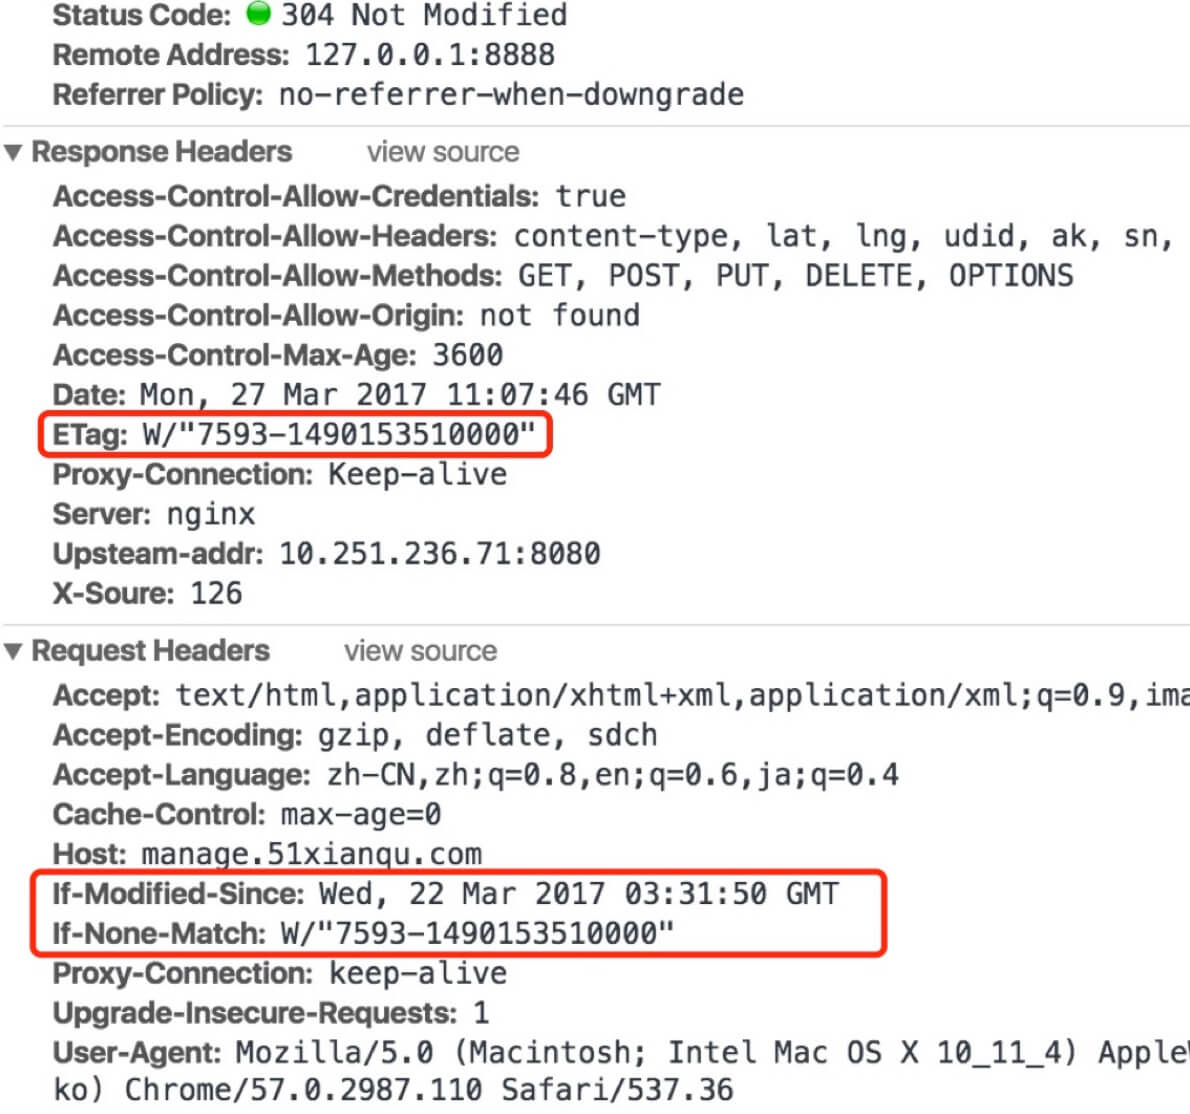 Status Code: 304 Not Modified
Remote Address: 127.0.0.1:8888
Referrer Policy: no-referrer-when-downgrade
Response Headers view source
Access-Control-Allow-Credentials: true
Access-Control-Allow-Headers: content-type, lat, lng, udid, ak, sn,
Access-Control-Allow-Methods: GET, POST, PUT, DELETE, OPTIONS
Access-Control-Allow-Origin: not found
Access-Control-Max-Age: 3600
Date: Mon, 27 Mar 2017 11:07:46 GMT
ETag: W/"7593-1490153510000"
Proxy-Connection: Keep-alive
Server: nginx
Upsteam-addr: 10.251.236.71:8080
X-Soure: 126
Request Headers view source
Accept: text/html,application/xhtml+xml,application/xml;q=0.9,ima
Accept-Encoding: gzip, deflate, sdch
Accept-Language: zh-CN,zh;q=0.8,en;q=0.6,ja;q=0.4
Cache-Control: max-age=0
Host: manage.51xianqu.com
If-Modified-Since: Wed, 22 Mar 2017 03:31:50 GMT
If-None-Match: W/"7593-1490153510000"
Proxy-Connection: keep-alive
Upgrade-Insecure-Requests: 1
User-Agent: Mozilla/5.0 (Macintosh; Intel Mac OS X 10_11_4) Apple
ko) Chrome/57.0.2987.110 Safari/537.36